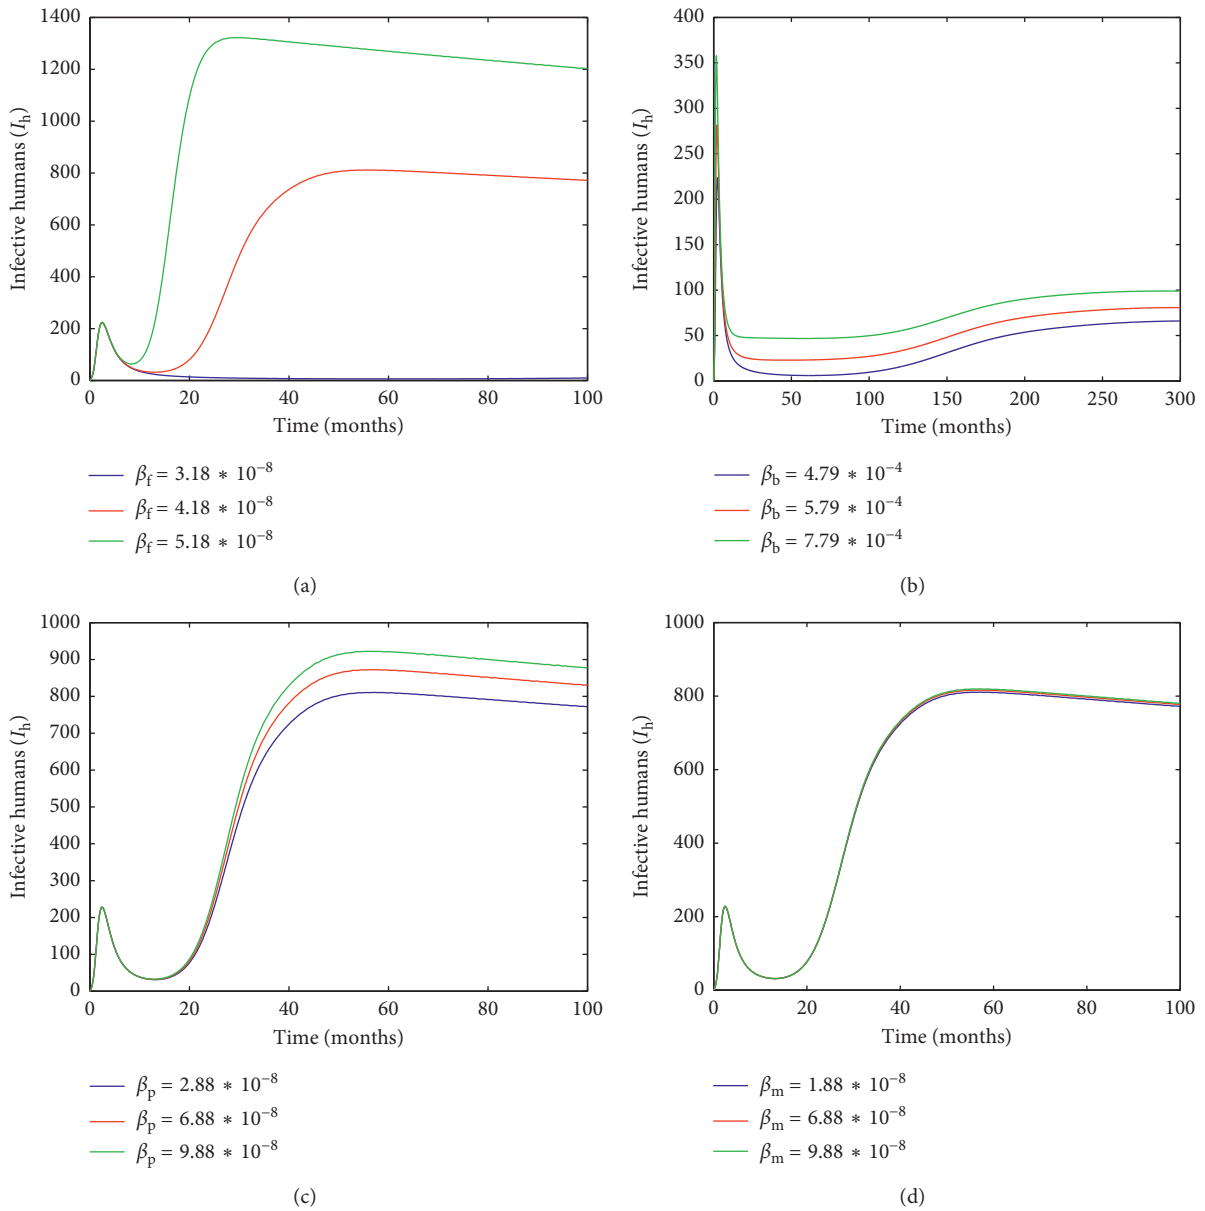 1400
1200
1000
800
600
400
200
0
Infective humans (Ih)
0 20 40 60 80 100
Time (months)
βf = 3.18 * 10−8
βf = 4.18 * 10−8
βf = 5.18 * 10−8
(a)
400
350
300
250
200
150
100
50
0
Infective humans (Ih)
0 50 100 150 200 250 300
Time (months)
βb = 4.79 * 10−4
βb = 5.79 * 10−4
βb = 7.79 * 10−4
(b)
1000
900
800
700
600
500
400
300
200
100
0
Infective humans (Ih)
0 20 40 60 80 100
Time (months)
βp = 2.88 * 10−8
βp = 6.88 * 10−8
βp = 9.88 * 10−8
(c)
1000
800
600
400
200
0
Infective humans (Ih)
0 20 40 60 80 100
Time (months)
βm = 1.88 * 10−8
βm = 6.88 * 10−8
βm = 9.88 * 10−8
(d)